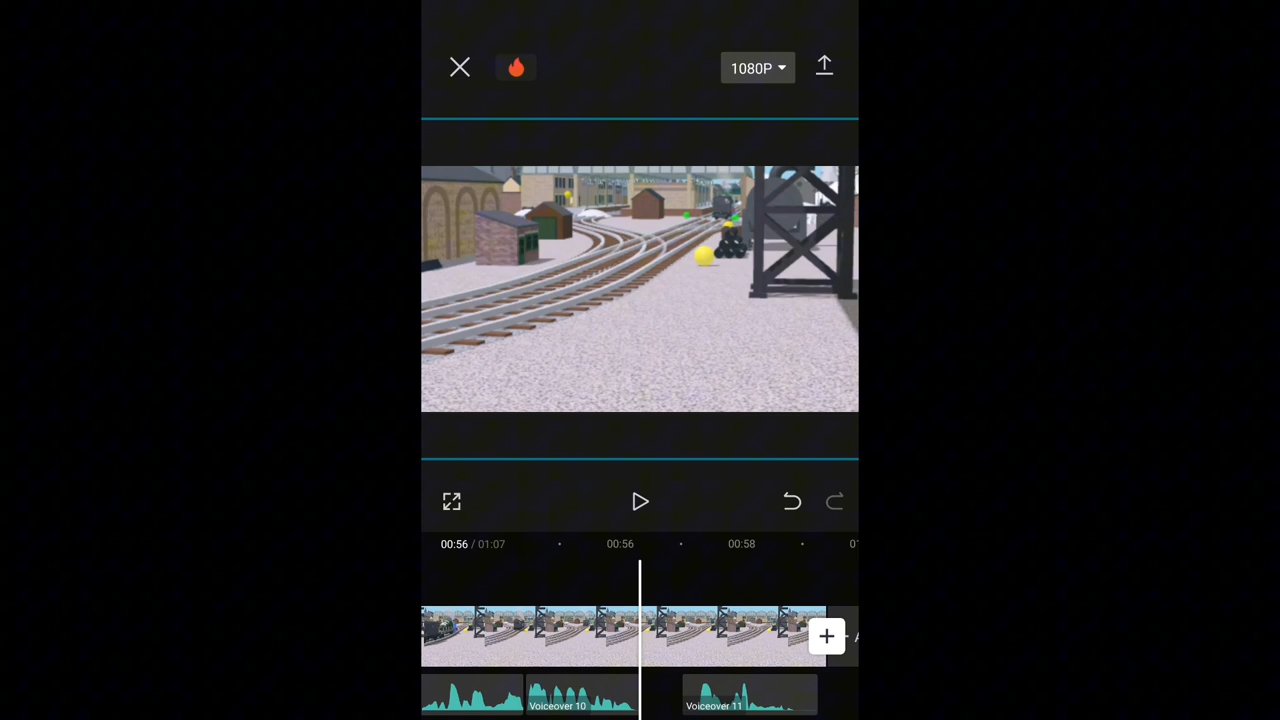 1080P
00:56 / 01:07
00:56
00:58
Voiceover 10
Voiceover 11